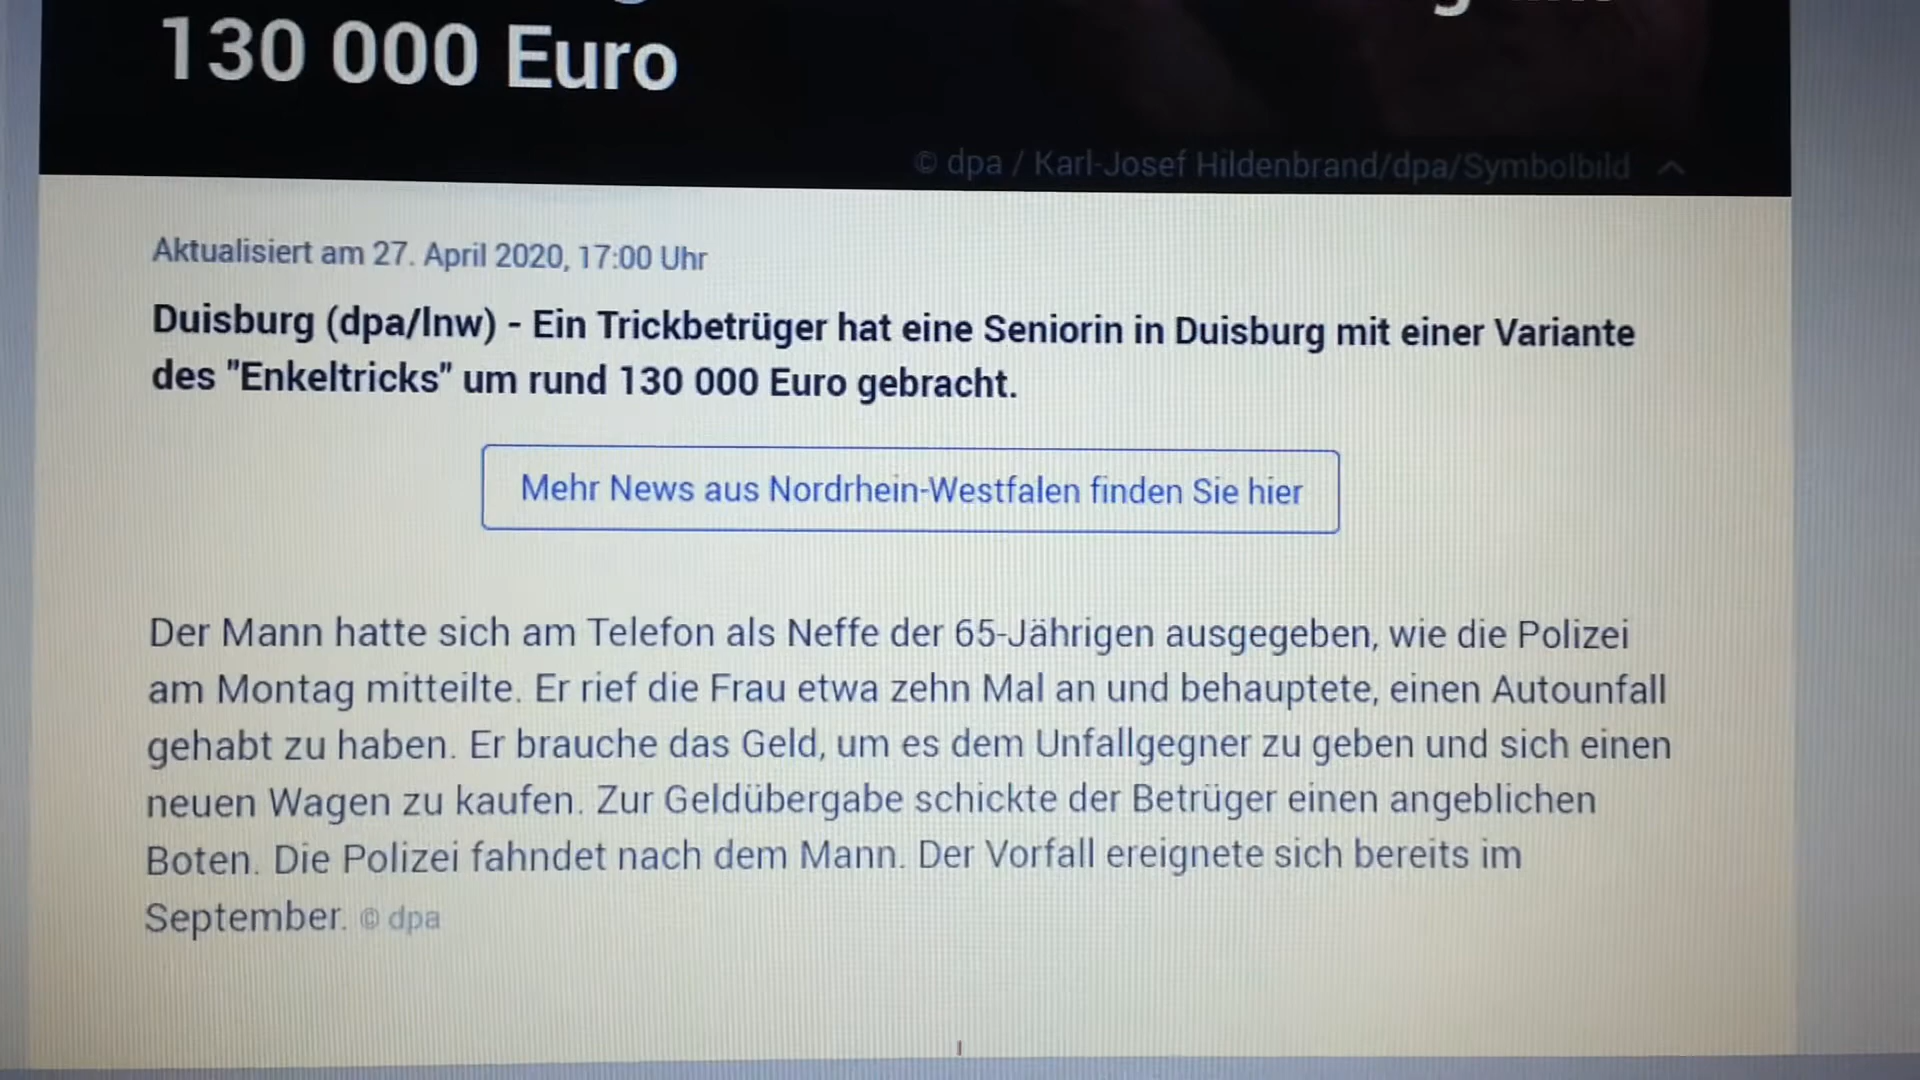 130 000 Euro
© dpa / Karl-Josef Hildenbrand/dpa/Symbolbild
Aktualisiert am 27. April 2020, 17:00 Uhr
Duisburg (dpa/lnw) - Ein Trickbetrüger hat eine Seniorin in Duisburg mit einer Variante
des "Enkeltricks" um rund 130 000 Euro gebracht.
Mehr News aus Nordrhein-Westfalen finden Sie hier
Der Mann hatte sich am Telefon als Neffe der 65-Jährigen ausgegeben, wie die Polizei
am Montag mitteilte. Er rief die Frau etwa zehn Mal an und behauptete, einen Autounfall
gehabt zu haben. Er brauche das Geld, um es dem Unfallgegner zu geben und sich einen
neuen Wagen zu kaufen. Zur Geldübergabe schickte der Betrüger einen angeblichen
Boten. Die Polizei fahndet nach dem Mann. Der Vorfall ereignete sich bereits im
September. © dpa